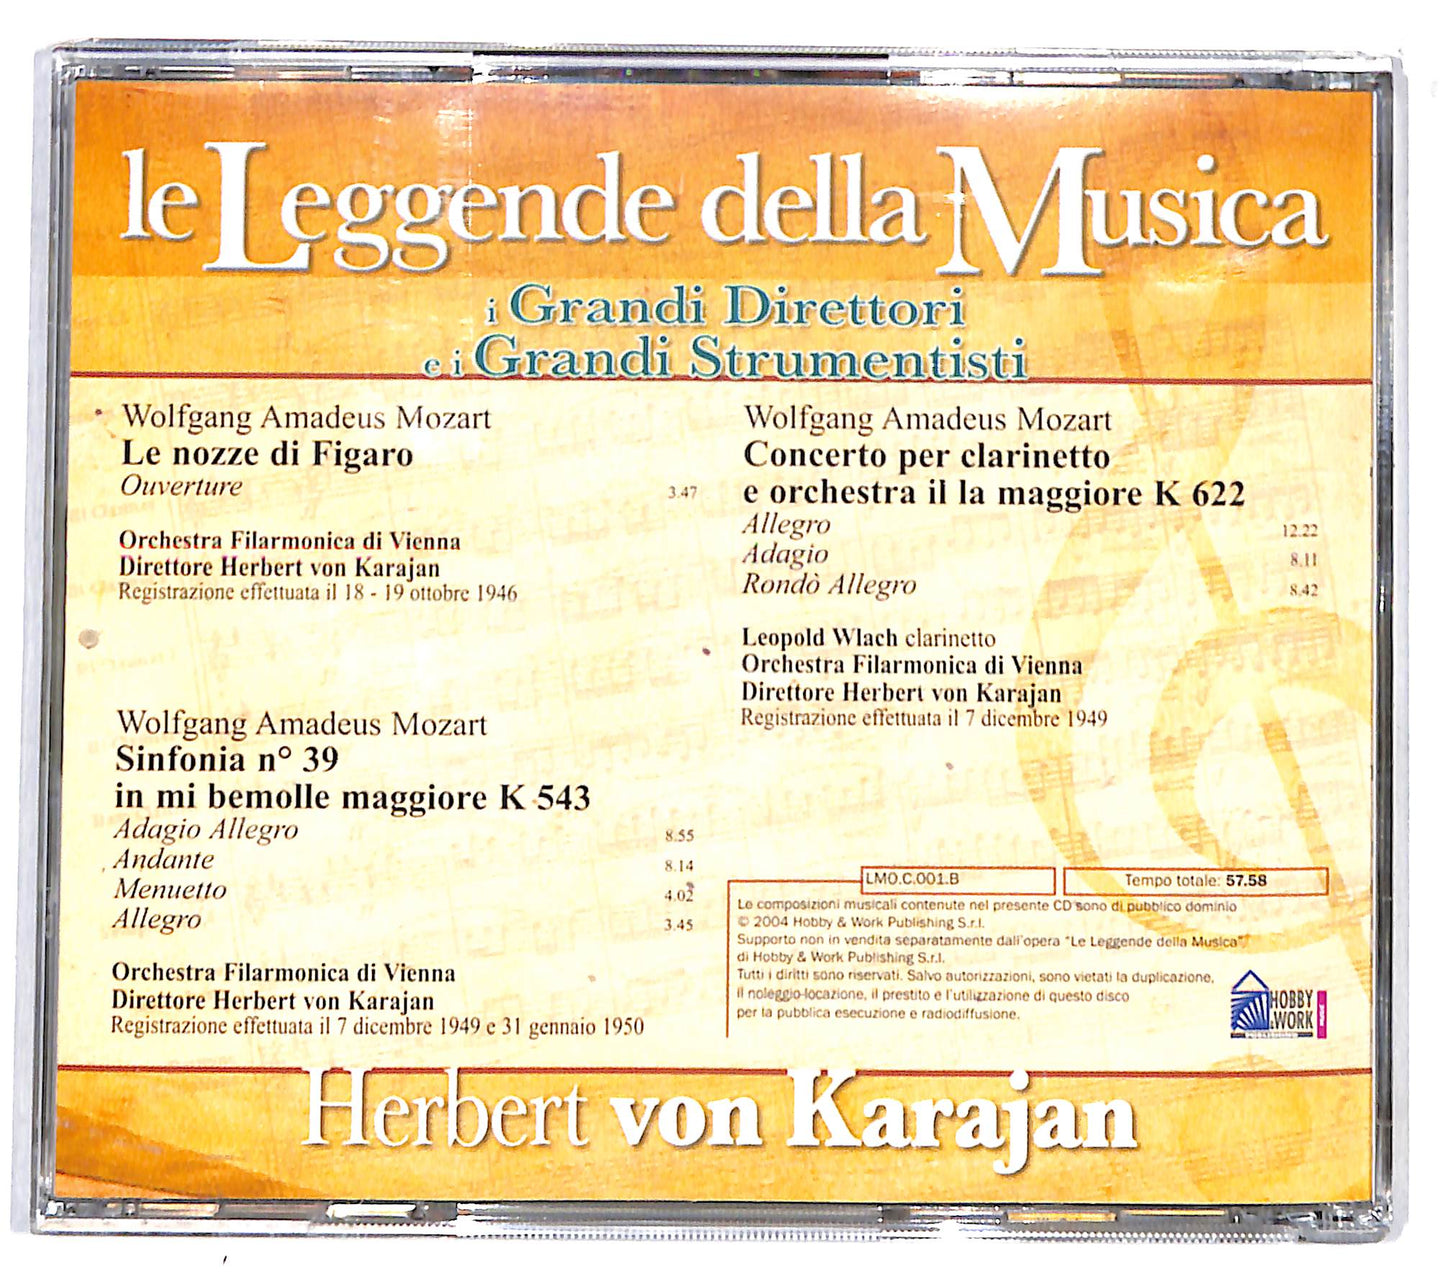 le Leggende della Musica
i Grandi Direttori
e i Grandi Strumentisti
Wolfgang Amadeus Mozart
Le nozze di Figaro
Ouverture 3.47
Orchestra Filarmonica di Vienna
Direttore Herbert von Karajan
Registrazione effettuata il 18 - 19 ottobre 1946
Wolfgang Amadeus Mozart
Sinfonia n° 39
in mi bemolle maggiore K 543
Adagio Allegro 8.55
Andante 8.14
Menuetto 4.02
Allegro 3.45
Orchestra Filarmonica di Vienna
Direttore Herbert von Karajan
Registrazione effettuata il 7 dicembre 1949 e 31 gennaio 1950
Wolfgang Amadeus Mozart
Concerto per clarinetto
e orchestra il la maggiore K 622
Allegro 12.22
Adagio 8.11
Rondò Allegro 8.42
Leopold Wlach clarinetto
Orchestra Filarmonica di Vienna
Direttore Herbert von Karajan
Registrazione effettuata il 7 dicembre 1949
LMO.C.001.B Tempo totale: 57.58
Le composizioni musicali contenute nel presente CD sono di pubblico dominio
© 2004 Hobby & Work Publishing S.r.l.
Supporto non in vendita separatamente dall'opera "Le Leggende della Musica"
di Hobby & Work Publishing S.r.l.
Tutti i diritti sono riservati. Salvo autorizzazioni, sono vietati la duplicazione,
il noleggio-locazione, il prestito e l'utilizzazione di questo disco
per la pubblica esecuzione e radiodiffusione.
HOBBY
& WORK
PUBLISHING
Herbert von Karajan